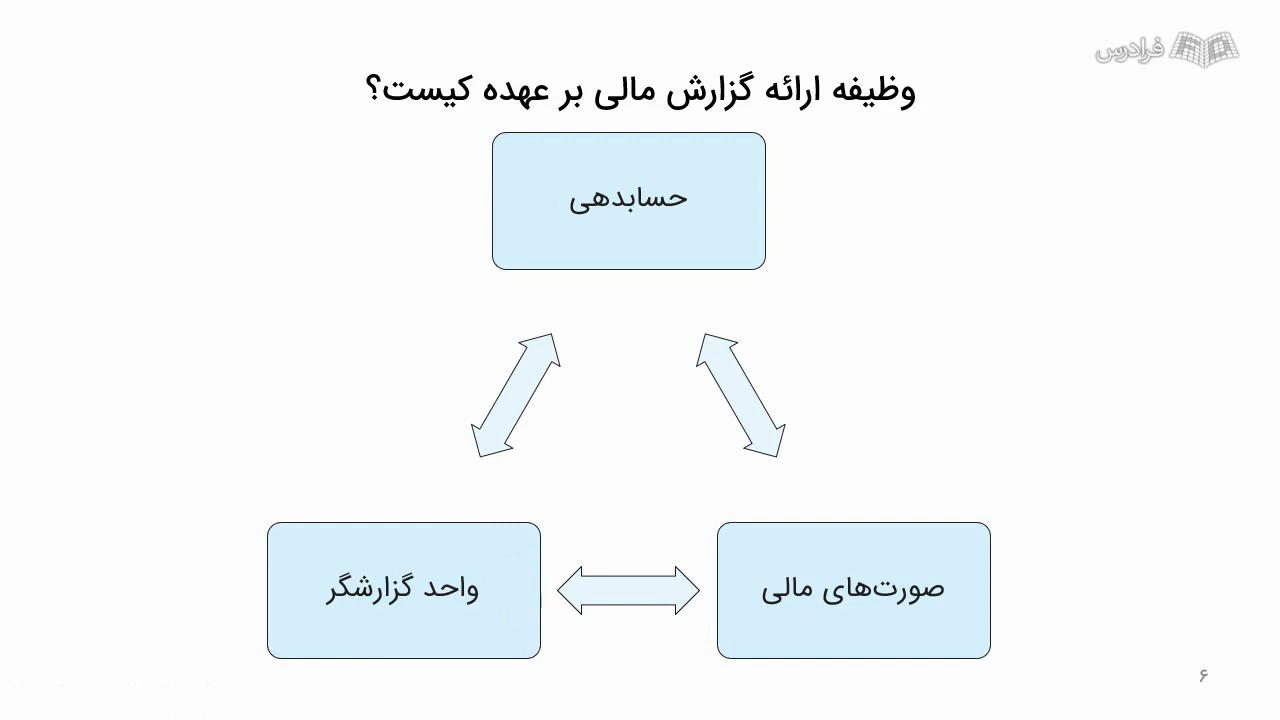 فرادرس
وظیفه ارائه گزارش مالی بر عهده کیست؟
حسابدهی
صورت‌های مالی
واحد گزارشگر
۶